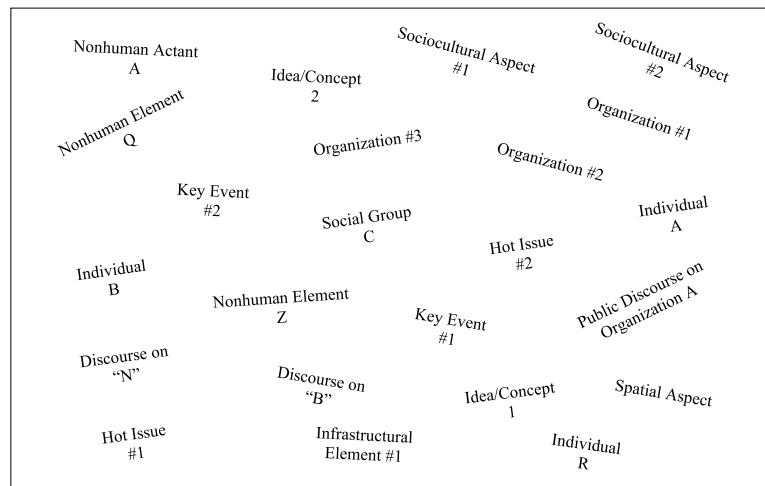 Nonhuman Actant
A
Idea/Concept
2
Sociocultural Aspect
#1
Sociocultural Aspect
#2
Nonhuman Element
Q
Organization #3
Organization #1
Organization #2
Key Event
#2
Social Group
C
Individual
A
Hot Issue
#2
Individual
B
Nonhuman Element
Z
Key Event
#1
Public Discourse on
Organization A
Discourse on
“N”
Discourse on
“B”
Idea/Concept
1
Spatial Aspect
Hot Issue
#1
Infrastructural
Element #1
Individual
R